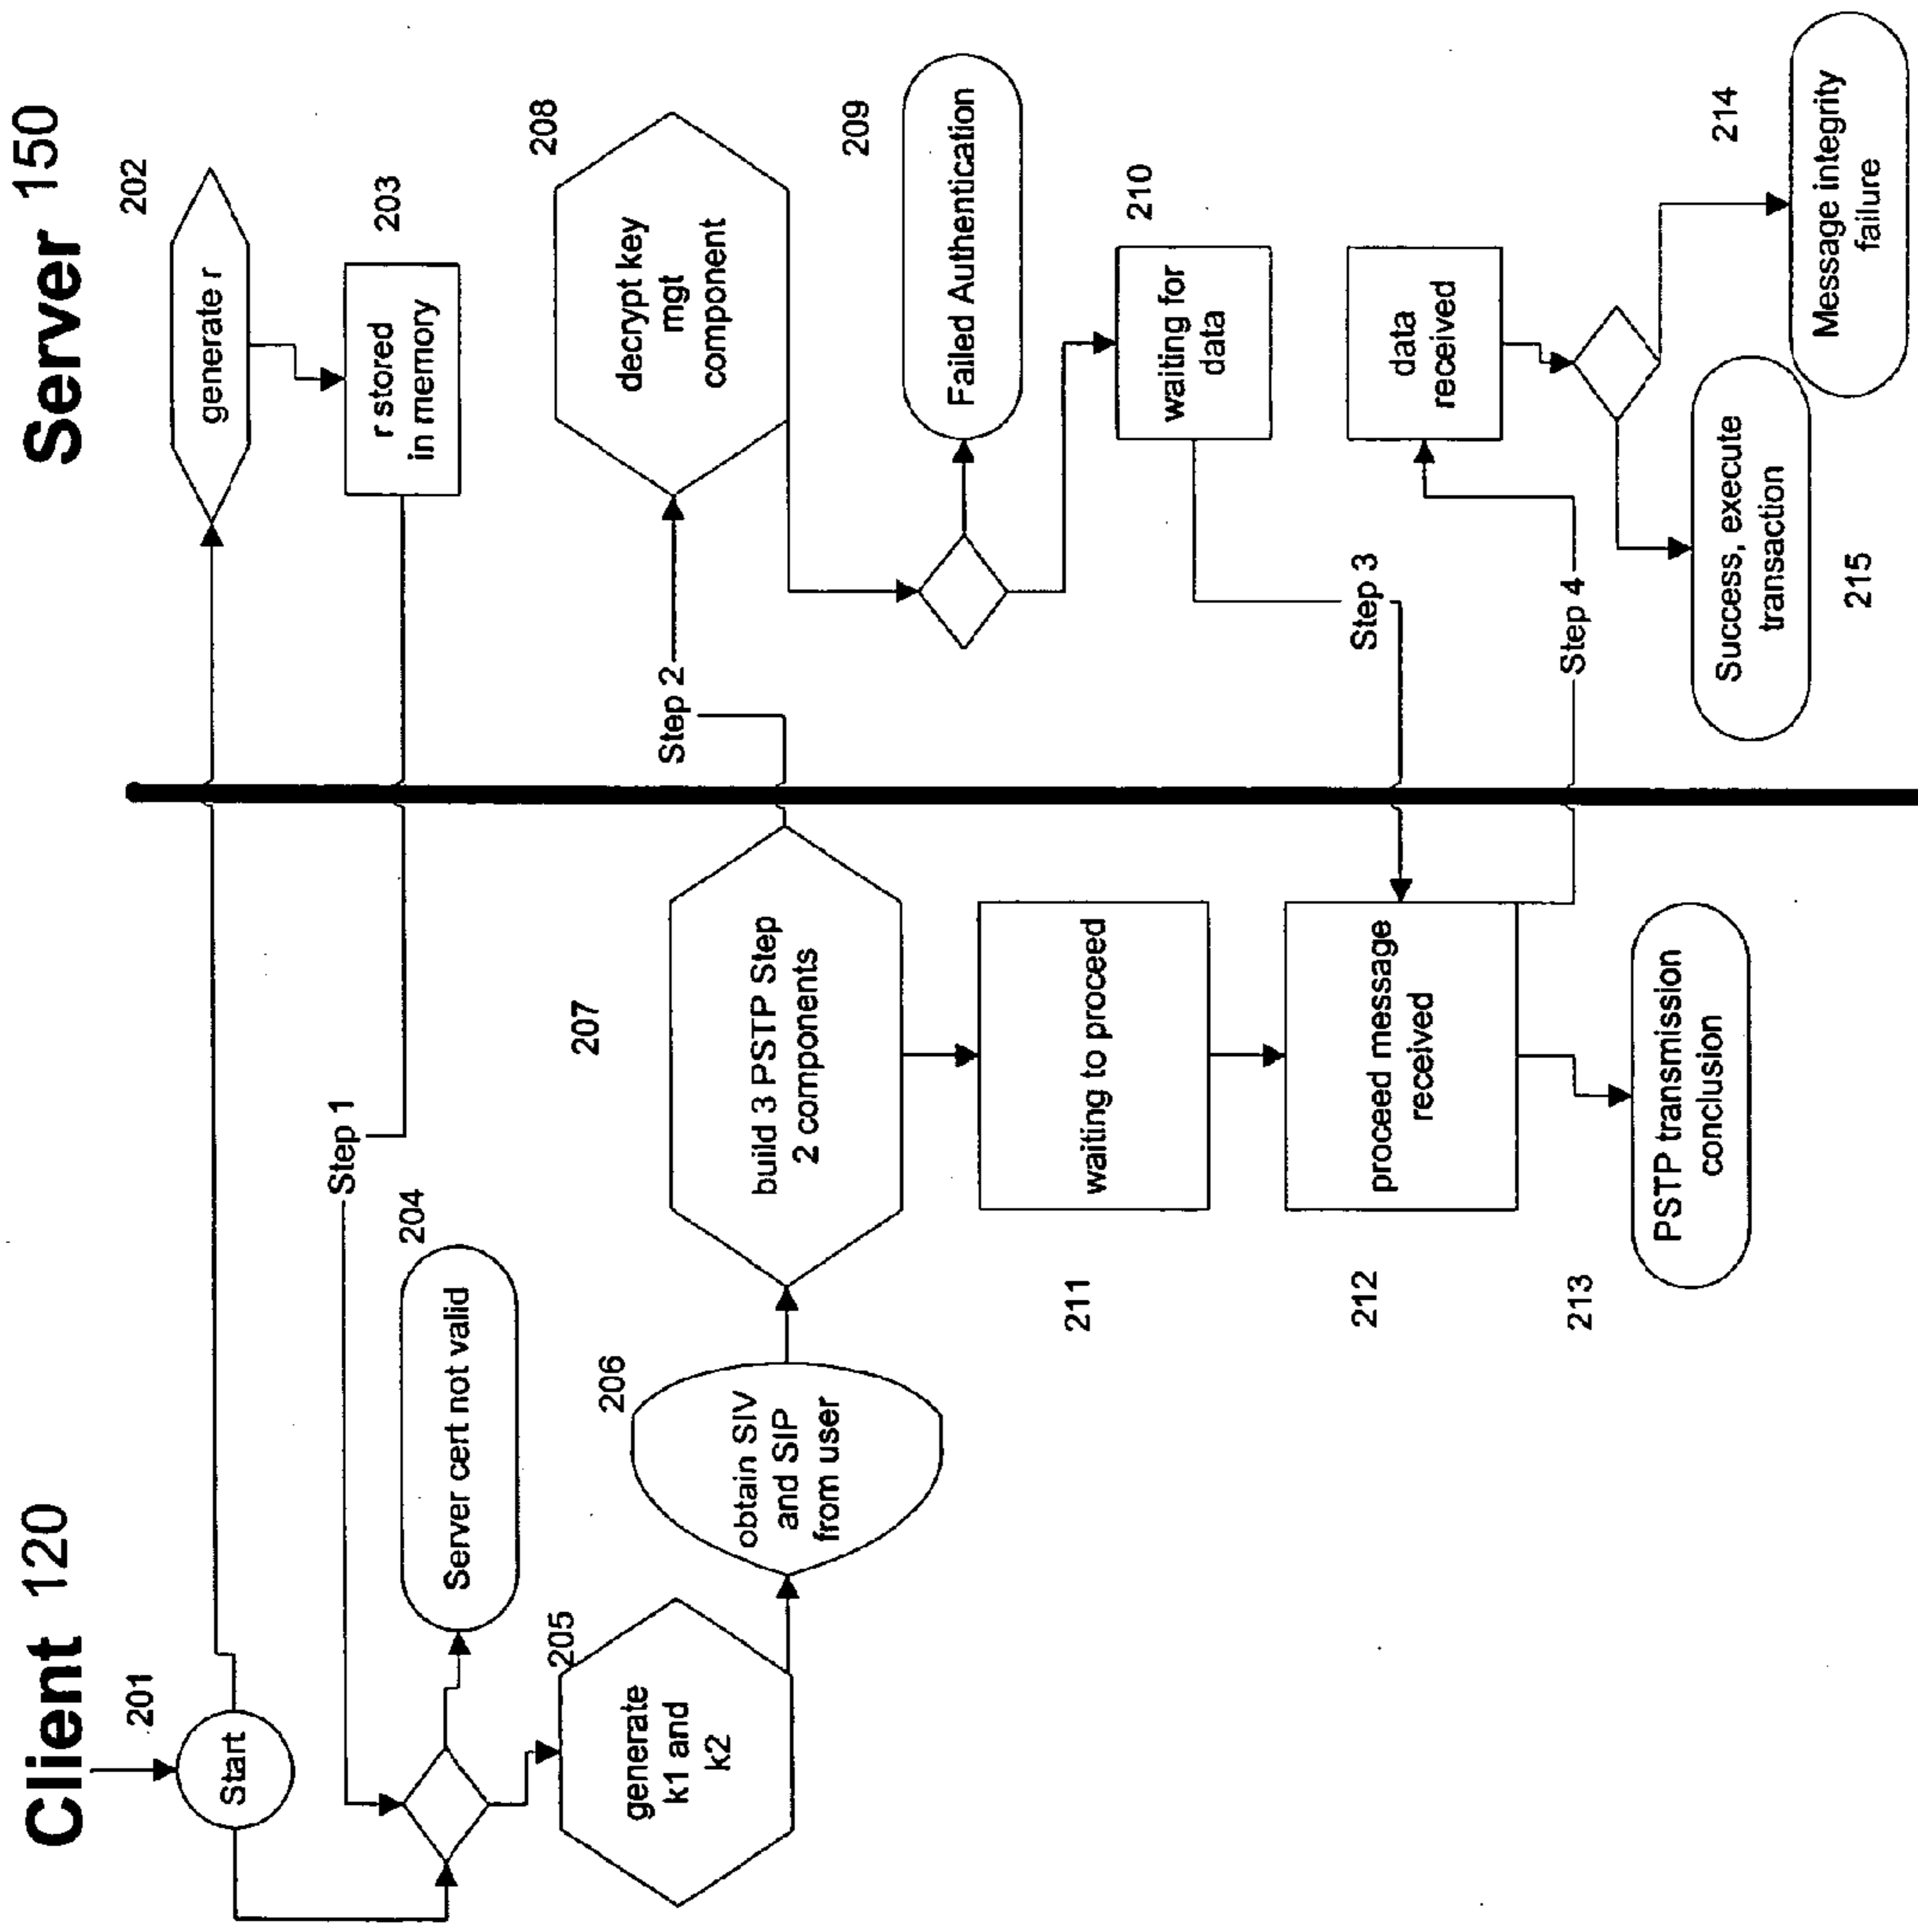 Client 120
Server 150
201
Start
202
generate r
203
r stored
in memory
Step 1
204
Server cert not valid
205
generate
k1 and
k2
206
obtain SIV
and SIP
from user
207
build 3 PSTP Step
2 components
Step 2
208
decrypt key
mgt
component
209
Failed Authentication
210
waiting for
data
211
waiting to proceed
Step 3
212
proceed message
received
Step 4
data
received
213
PSTP transmission
conclusion
214
Message integrity
failure
Success, execute
transaction
215